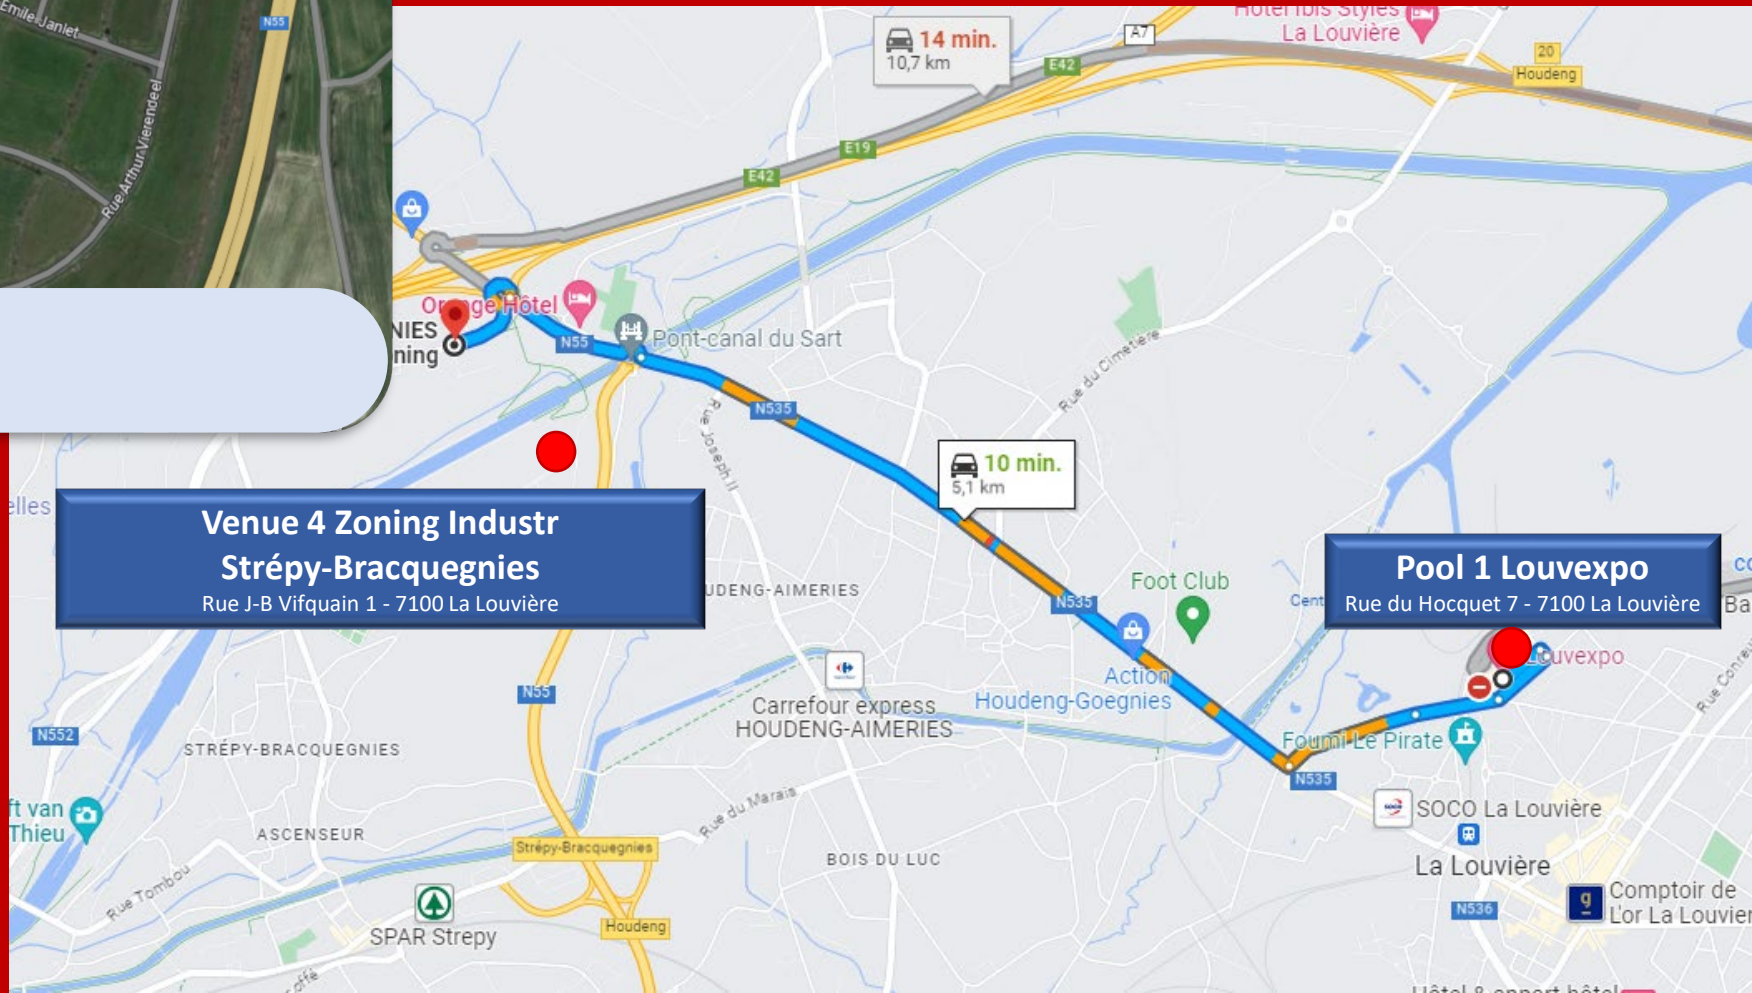 Emile Janlet
N55
Rue Arthur Vierendeel
14 min.
10,7 km
A7
E42
Hotel Ibis Styles
La Louvière
20
Houdeng
E19
E42
Orange Hôtel
NIES
ning
N55
Pont-canal du Sart
Rue du Cimetière
N535
Rue Joseph II
10 min.
5,1 km
elles
Venue 4 Zoning Industr
Strépy-Bracquegnies
Rue J-B Vifquain 1 - 7100 La Louvière
UDENG-AIMERIES
Foot Club
N535
Cent
Pool 1 Louvexpo
Rue du Hocquet 7 - 7100 La Louvière
Ba
Louvexpo
Action
Houdeng-Goegnies
Carrefour express
HOUDENG-AIMERIES
N55
N552
STRÉPY-BRACQUEGNIES
Foumi Le Pirate
N535
SOCO La Louvière
ft van
Thieu
ASCENSEUR
Rue du Marais
Strépy-Bracquegnies
BOIS DU LUC
La Louvière
Rue Tombou
SPAR Strepy
Houdeng
N536
Comptoir de
L'or La Louvier